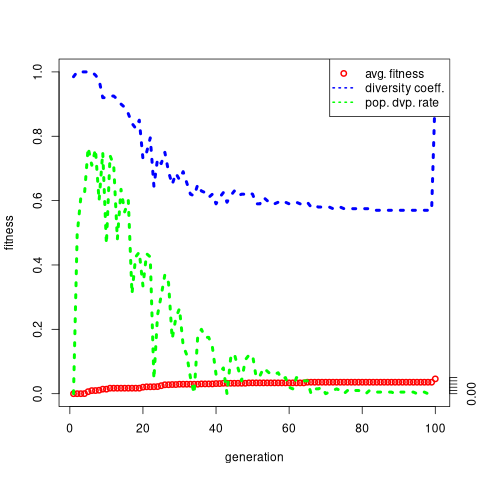 avg. fitness
diversity coeff.
pop. dvp. rate
1.0
0.8
0.6
0.4
0.2
0.0
fitness
0.00
0 20 40 60 80 100
generation